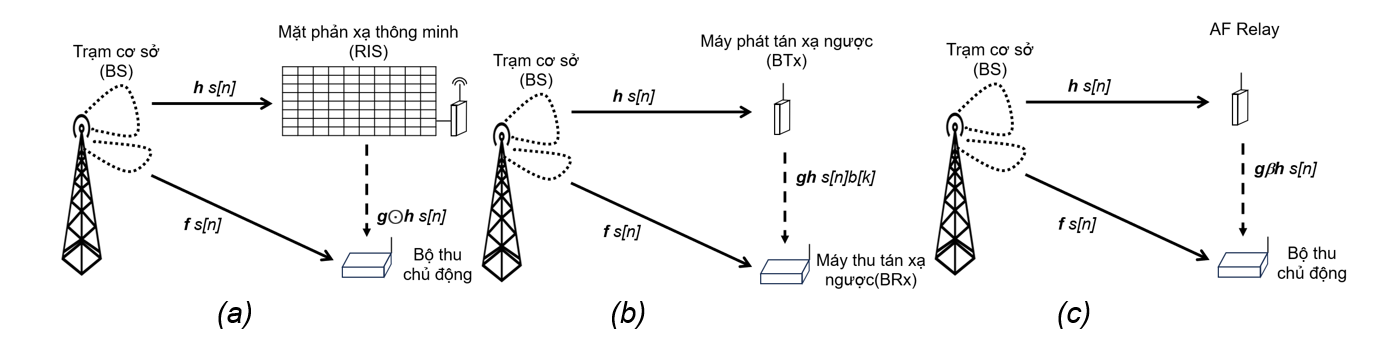 Trạm cơ sở
(BS)
Mặt phản xạ thông minh
(RIS)
h s[n]
g⊙h s[n]
f s[n]
Bộ thu
chủ động
(a)
Trạm cơ sở
(BS)
Máy phát tán xạ ngược
(BTx)
h s[n]
gh s[n]b[k]
f s[n]
Máy thu tán xạ
ngược(BRx)
(b)
Trạm cơ sở
(BS)
AF Relay
h s[n]
gβh s[n]
f s[n]
Bộ thu
chủ động
(c)